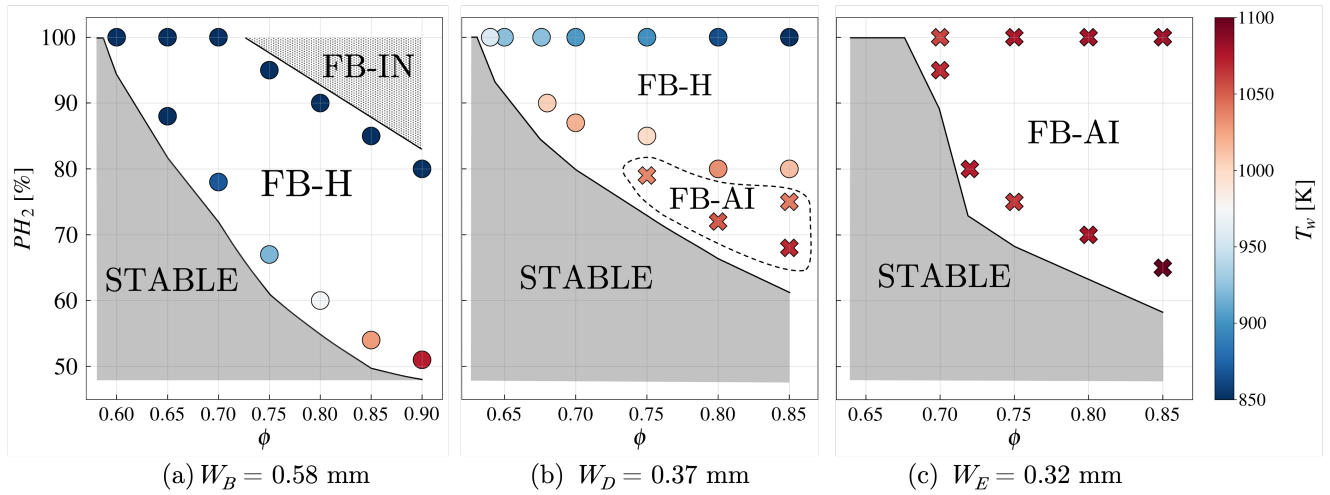 100
90
80
70
60
50
PH₂ [%]
FB-IN
FB-H
STABLE
0.60 0.65 0.70 0.75 0.80 0.85 0.90
ϕ
(a) W_B = 0.58 mm
FB-H
FB-AI
STABLE
0.65 0.70 0.75 0.80 0.85
ϕ
(b) W_D = 0.37 mm
FB-AI
STABLE
0.65 0.70 0.75 0.80 0.85
ϕ
(c) W_E = 0.32 mm
1100
1050
1000
950
900
850
T_w [K]